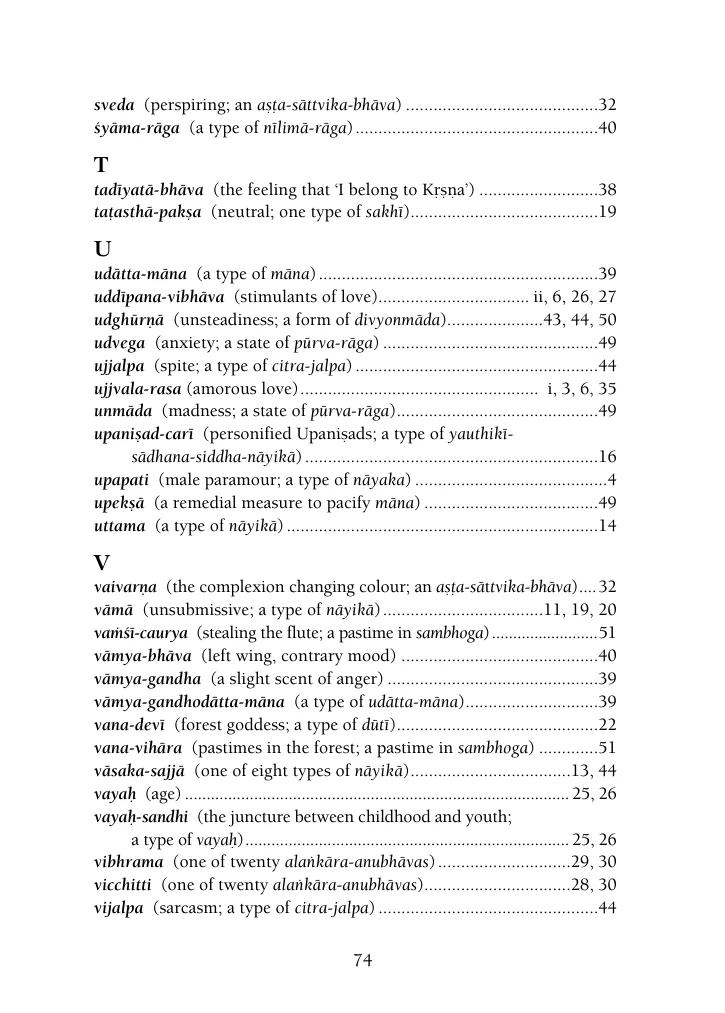 sveda (perspiring; an aṣṭa-sāttvika-bhāva) ..........................................32
śyāma-rāga (a type of nīlimā-rāga).....................................................40
T
tadīyatā-bhāva (the feeling that ‘I belong to Kṛṣṇa’) ..........................38
taṭasthā-pakṣa (neutral; one type of sakhī).........................................19
U
udātta-māna (a type of māna).............................................................39
uddīpana-vibhāva (stimulants of love)................................. ii, 6, 26, 27
udghūrṇā (unsteadiness; a form of divyonmāda).....................43, 44, 50
udvega (anxiety; a state of pūrva-rāga) ...............................................49
ujjalpa (spite; a type of citra-jalpa) .....................................................44
ujjvala-rasa (amorous love).................................................... i, 3, 6, 35
unmāda (madness; a state of pūrva-rāga)............................................49
upaniṣad-carī (personified Upaniṣads; a type of yauthikī-
sādhana-siddha-nāyikā)................................................................16
upapati (male paramour; a type of nāyaka) ..........................................4
upekṣā (a remedial measure to pacify māna) ......................................49
uttama (a type of nāyikā)....................................................................14
V
vaivarṇa (the complexion changing colour; an aṣṭa-sāttvika-bhāva)....32
vāmā (unsubmissive; a type of nāyikā)...................................11, 19, 20
vaṁśī-caurya (stealing the flute; a pastime in sambhoga)..........................51
vāmya-bhāva (left wing, contrary mood) ...........................................40
vāmya-gandha (a slight scent of anger) ..............................................39
vāmya-gandhodātta-māna (a type of udātta-māna).............................39
vana-devī (forest goddess; a type of dūtī)............................................22
vana-vihāra (pastimes in the forest; a pastime in sambhoga) .............51
vāsaka-sajjā (one of eight types of nāyikā)...................................13, 44
vayaḥ (age) .............................................................................................. 25, 26
vayaḥ-sandhi (the juncture between childhood and youth;
a type of vayaḥ)............................................................................... 25, 26
vibhrama (one of twenty alaṅkāra-anubhāvas).............................29, 30
vicchitti (one of twenty alaṅkāra-anubhāvas)................................28, 30
vijalpa (sarcasm; a type of citra-jalpa) ................................................44
74